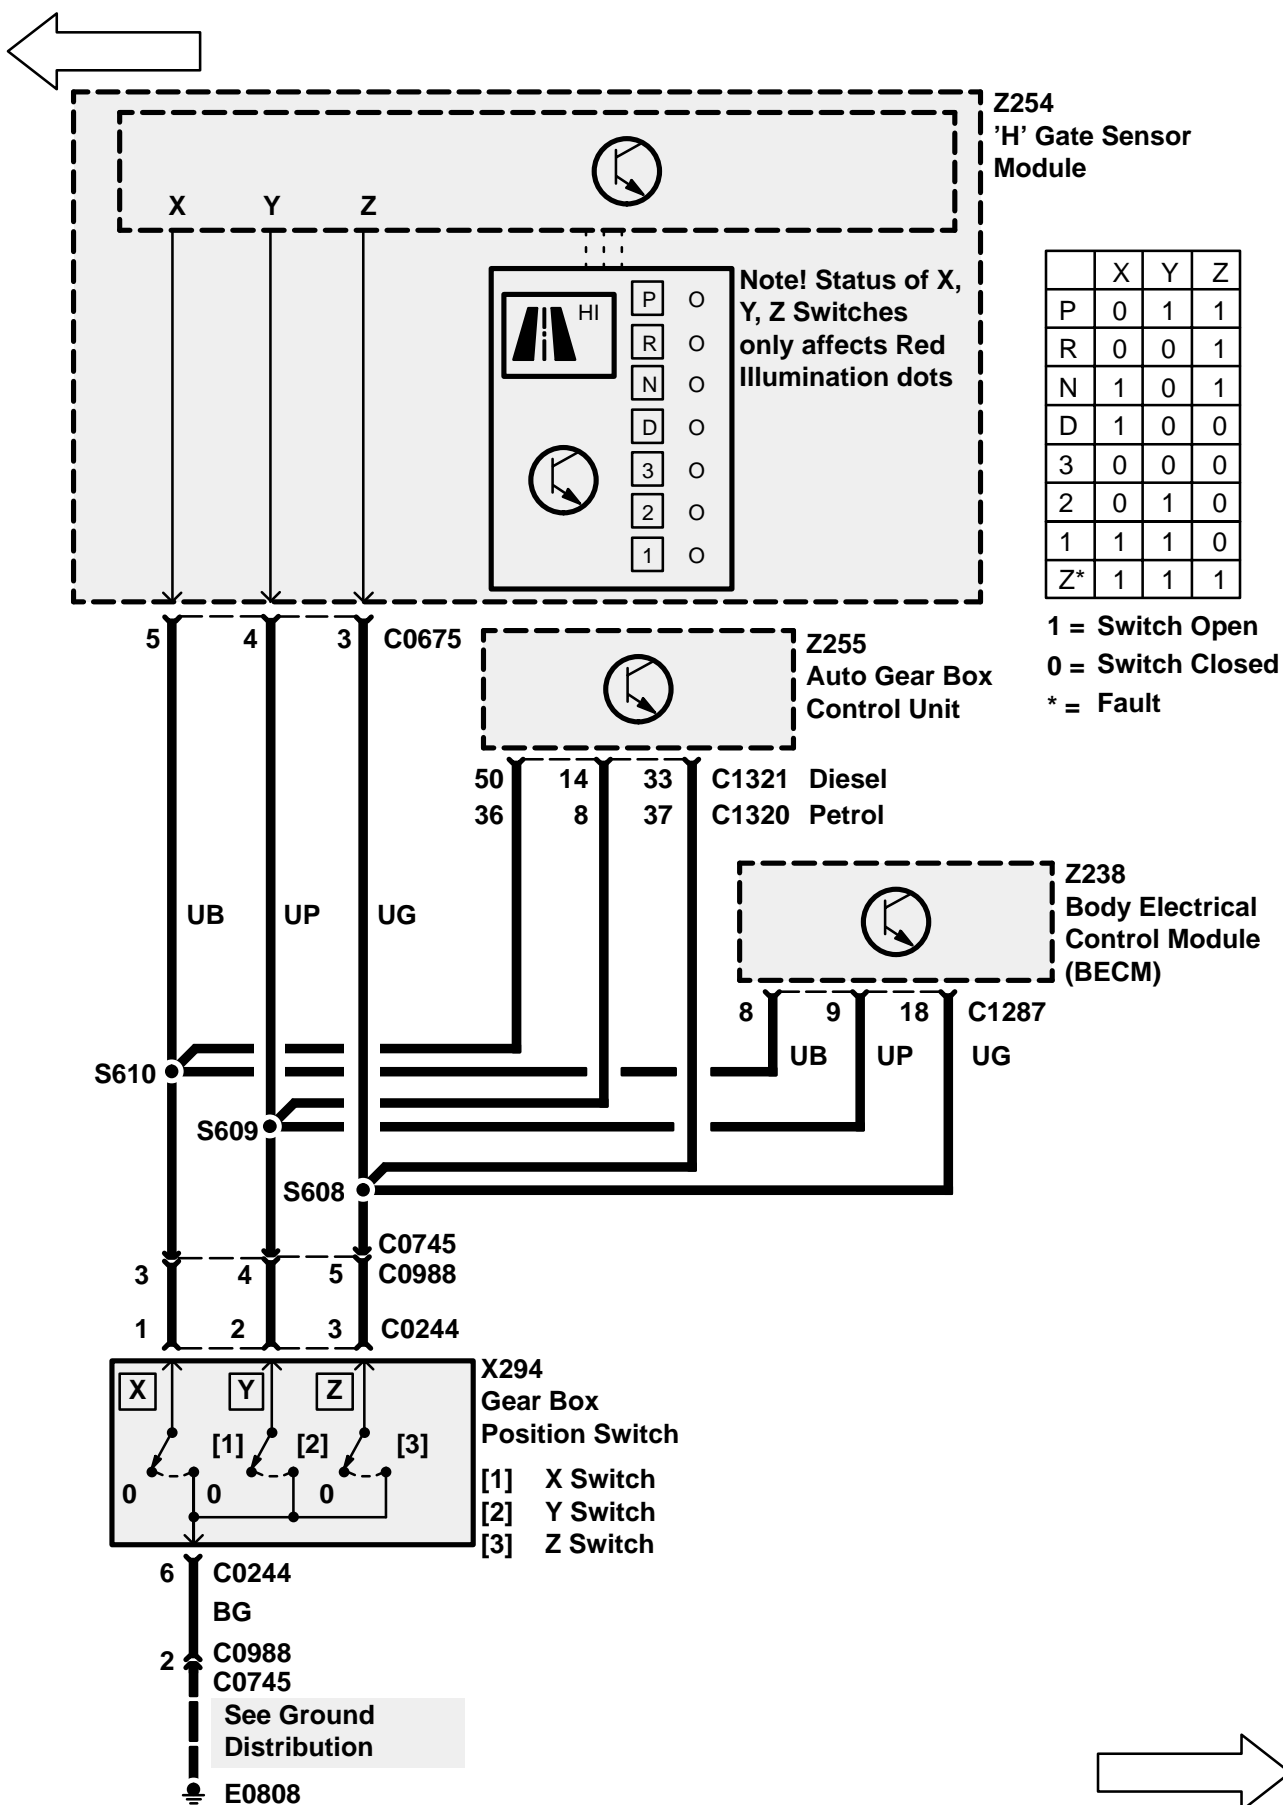 Z254
’H’ Gate Sensor
Module
X Y Z
Note! Status of X,
Y, Z Switches
only affects Red
Illumination dots
HI
P O
R O
N O
D O
3 O
2 O
1 O
X Y Z
P 0 1 1
R 0 0 1
N 1 0 1
D 1 0 0
3 0 0 0
2 0 1 0
1 1 1 0
Z* 1 1 1
1 = Switch Open
0 = Switch Closed
* = Fault
5 4 3 C0675
Z255
Auto Gear Box
Control Unit
50 14 33 C1321 Diesel
36 8 37 C1320 Petrol
UB UP UG
Z238
Body Electrical
Control Module
(BECM)
8 9 18 C1287
UB UP UG
S610
S609
S608
C0745
3 4 5 C0988
1 2 3 C0244
X Y Z
[1] [2] [3]
0 0 0
X294
Gear Box
Position Switch
[1] X Switch
[2] Y Switch
[3] Z Switch
6 C0244
BG
2 C0988
C0745
See Ground
Distribution
E0808